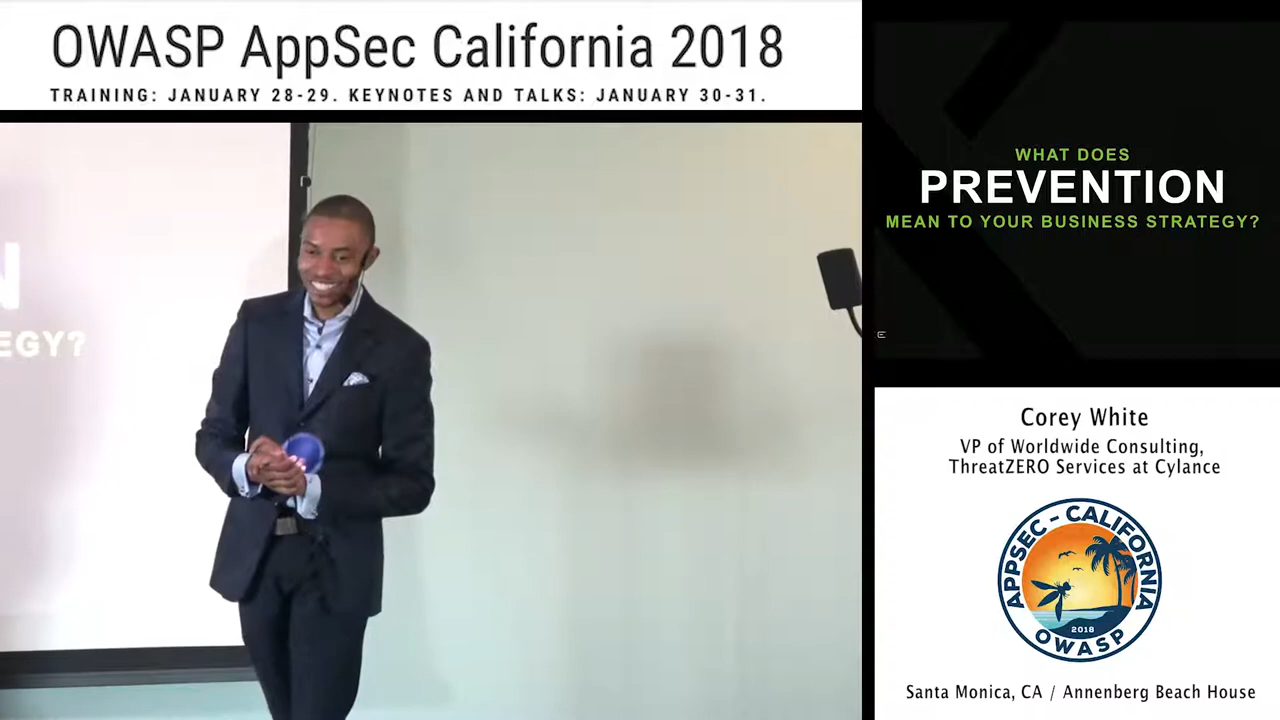 OWASP AppSec California 2018
TRAINING: JANUARY 28-29. KEYNOTES AND TALKS: JANUARY 30-31.
N
EGY?
WHAT DOES
PREVENTION
MEAN TO YOUR BUSINESS STRATEGY?
Corey White
VP of Worldwide Consulting,
ThreatZERO Services at Cylance
APPSEC - CALIFORNIA
2018
OWASP
Santa Monica, CA / Annenberg Beach House